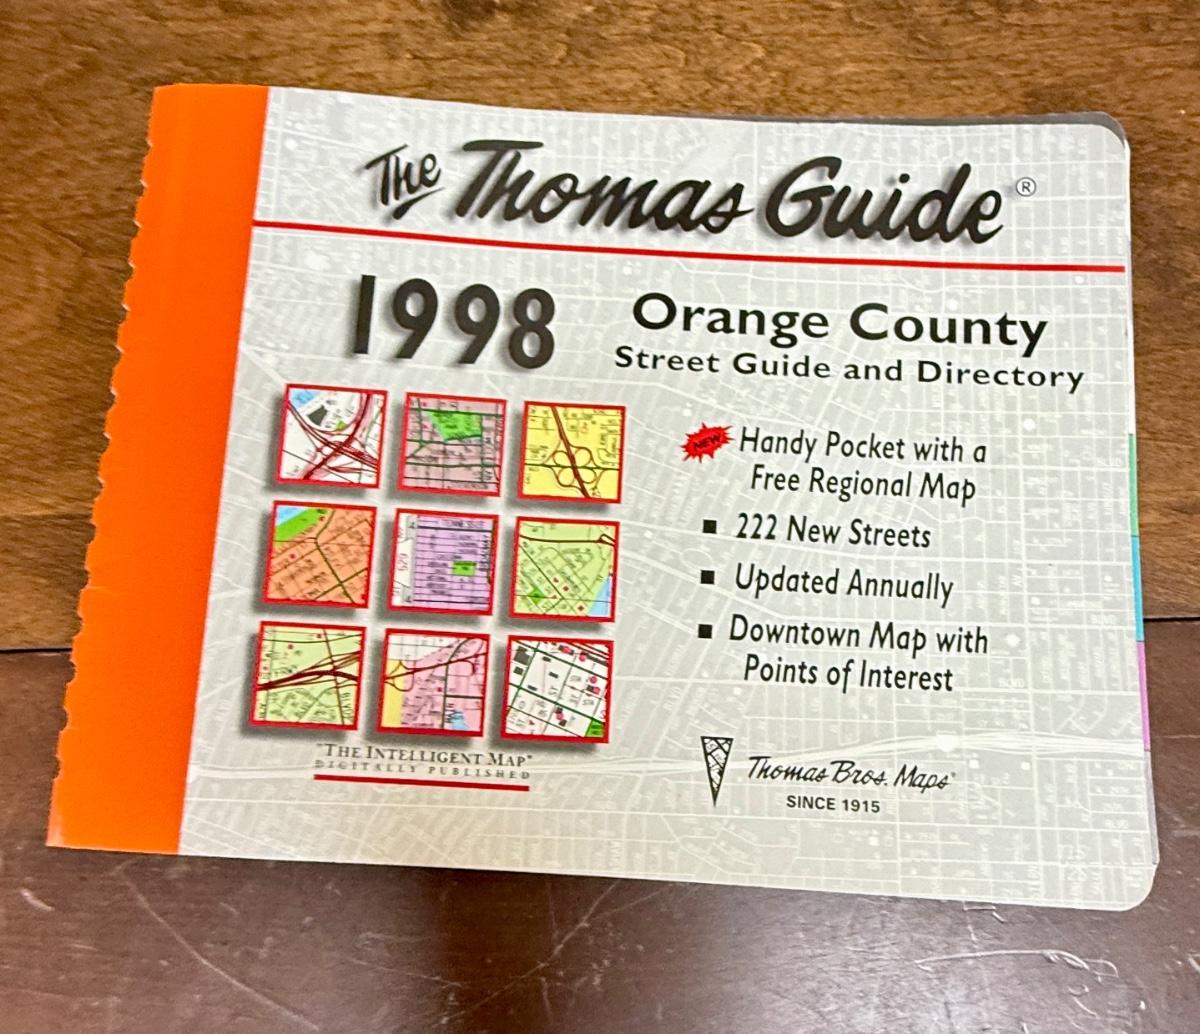 The Thomas Guide®
1998
Orange County
Street Guide and Directory
NEW
Handy Pocket with a
Free Regional Map
▪ 222 New Streets
▪ Updated Annually
▪ Downtown Map with
Points of Interest
"THE INTELLIGENT MAP"
DIGITALLY PUBLISHED
Thomas Bros. Maps®
SINCE 1915